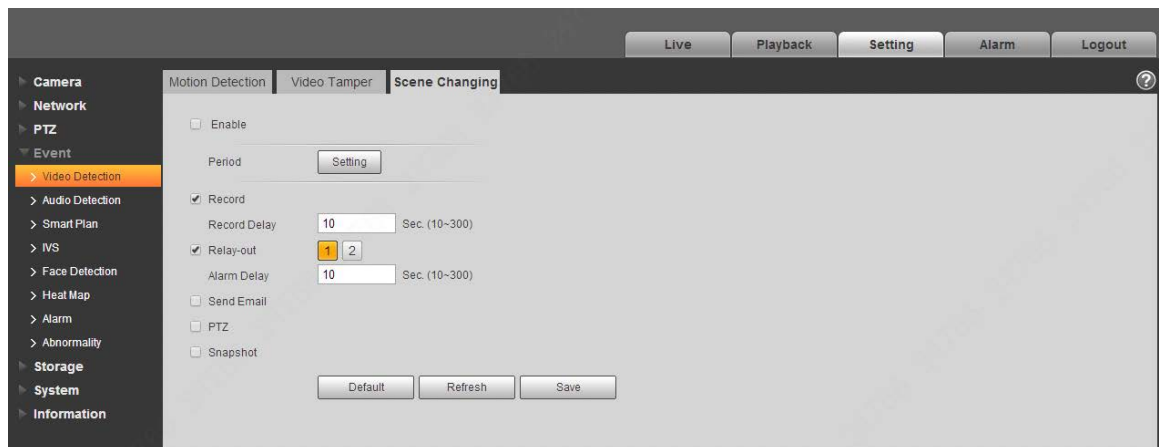 Live Playback Setting Alarm Logout
Camera
Network
PTZ
Event
Video Detection
Audio Detection
Smart Plan
IVS
Face Detection
Heat Map
Alarm
Abnormality
Storage
System
Information
Motion Detection Video Tamper Scene Changing ?
Enable
Period Setting
Record
Record Delay 10 Sec. (10~300)
Relay-out 1 2
Alarm Delay 10 Sec. (10~300)
Send Email
PTZ
Snapshot
Default Refresh Save